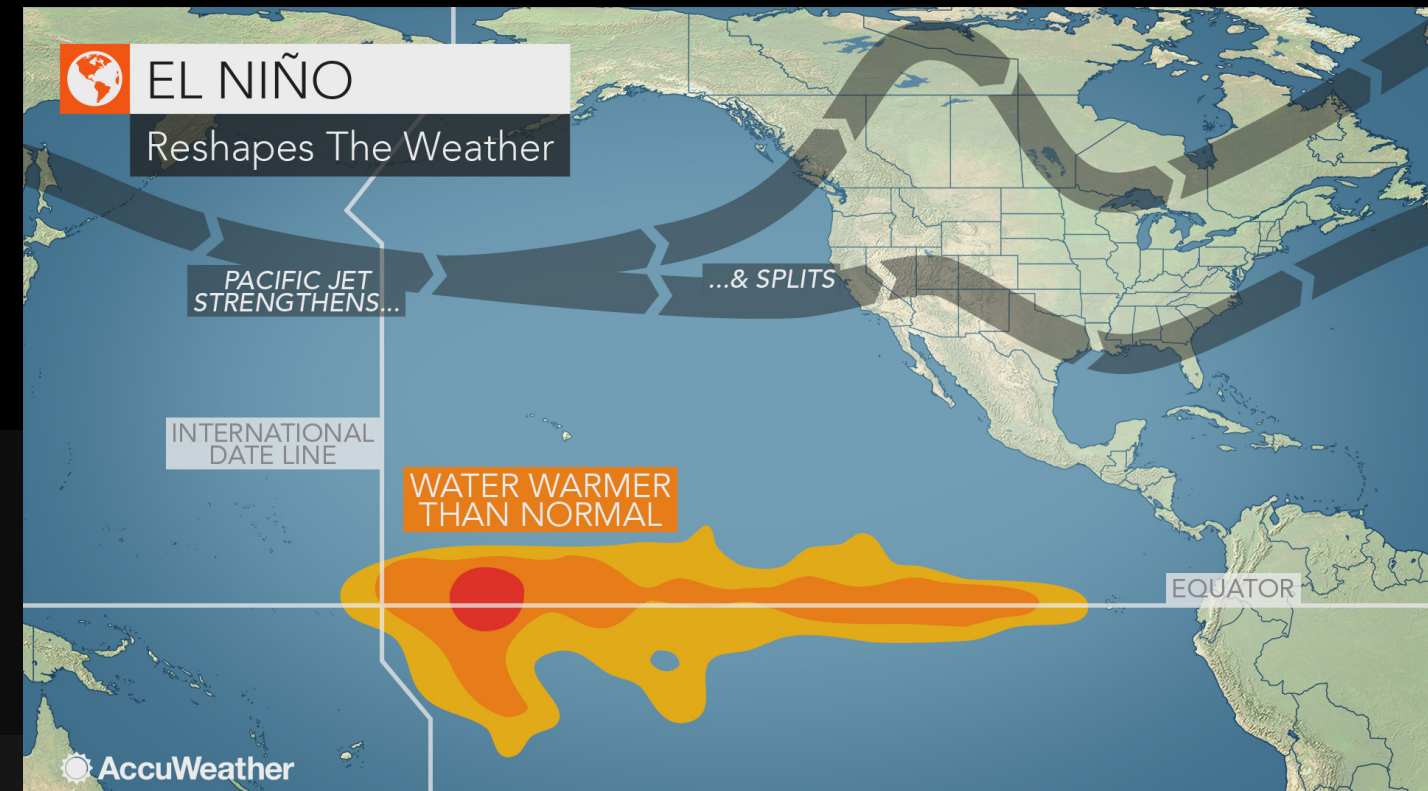 EL NIÑO
Reshapes The Weather
PACIFIC JET
STRENGTHENS...
...& SPLITS
INTERNATIONAL
DATE LINE
WATER WARMER
THAN NORMAL
EQUATOR
AccuWeather